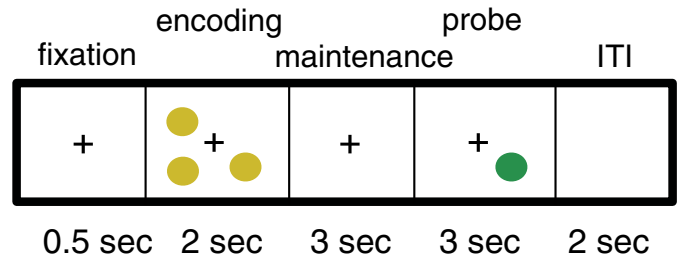 encoding probe
fixation maintenance ITI
+ + + +
0.5 sec 2 sec 3 sec 3 sec 2 sec